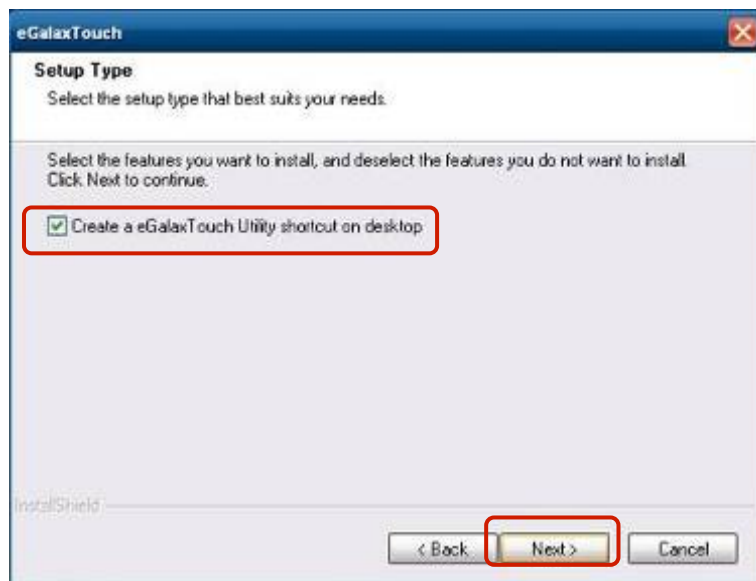 eGalaxTouch
Setup Type
Select the setup type that best suits your needs.
Select the features you want to install, and deselect the features you do not want to install.
Click Next to continue.
Create a eGalaxTouch Utility shortcut on desktop
InstallShield
< Back
Next >
Cancel